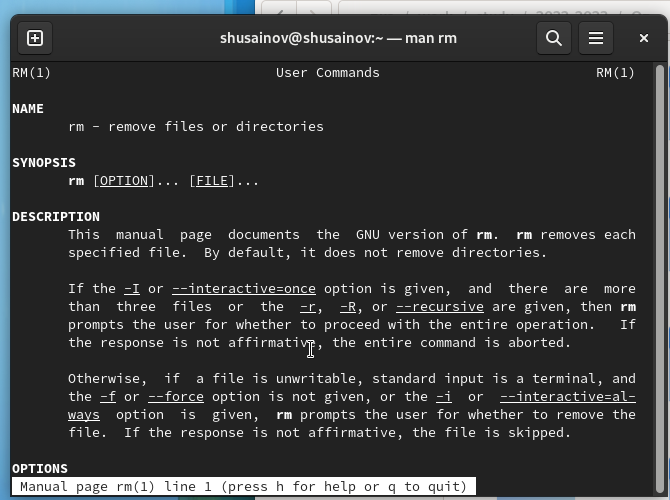 shusainov@shusainov:~ — man rm
RM(1) User Commands RM(1)
NAME
rm - remove files or directories
SYNOPSIS
rm [OPTION]... [FILE]...
DESCRIPTION
This manual page documents the GNU version of rm. rm removes each
specified file. By default, it does not remove directories.
If the -I or --interactive=once option is given, and there are more
than three files or the -r, -R, or --recursive are given, then rm
prompts the user for whether to proceed with the entire operation. If
the response is not affirmative, the entire command is aborted.
Otherwise, if a file is unwritable, standard input is a terminal, and
the -f or --force option is not given, or the -i or --interactive=al-
ways option is given, rm prompts the user for whether to remove the
file. If the response is not affirmative, the file is skipped.
OPTIONS
Manual page rm(1) line 1 (press h for help or q to quit)